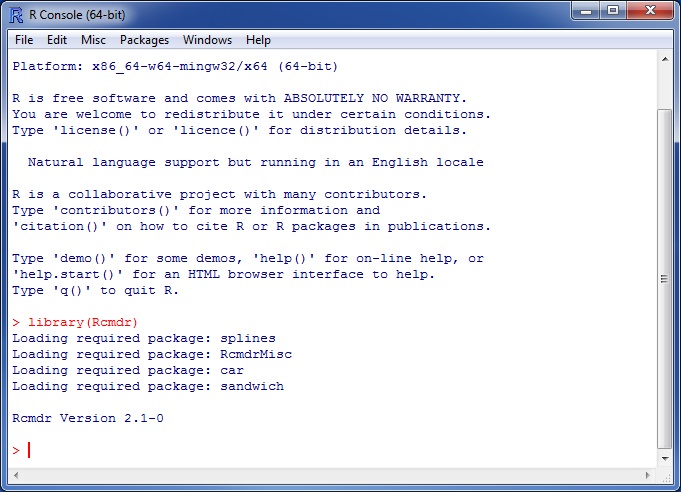 R Console (64-bit)
File Edit Misc Packages Windows Help
Platform: x86_64-w64-mingw32/x64 (64-bit)
R is free software and comes with ABSOLUTELY NO WARRANTY.
You are welcome to redistribute it under certain conditions.
Type 'license()' or 'licence()' for distribution details.
Natural language support but running in an English locale
R is a collaborative project with many contributors.
Type 'contributors()' for more information and
'citation()' on how to cite R or R packages in publications.
Type 'demo()' for some demos, 'help()' for on-line help, or
'help.start()' for an HTML browser interface to help.
Type 'q()' to quit R.
> library(Rcmdr)
Loading required package: splines
Loading required package: RcmdrMisc
Loading required package: car
Loading required package: sandwich
Rcmdr Version 2.1-0
>